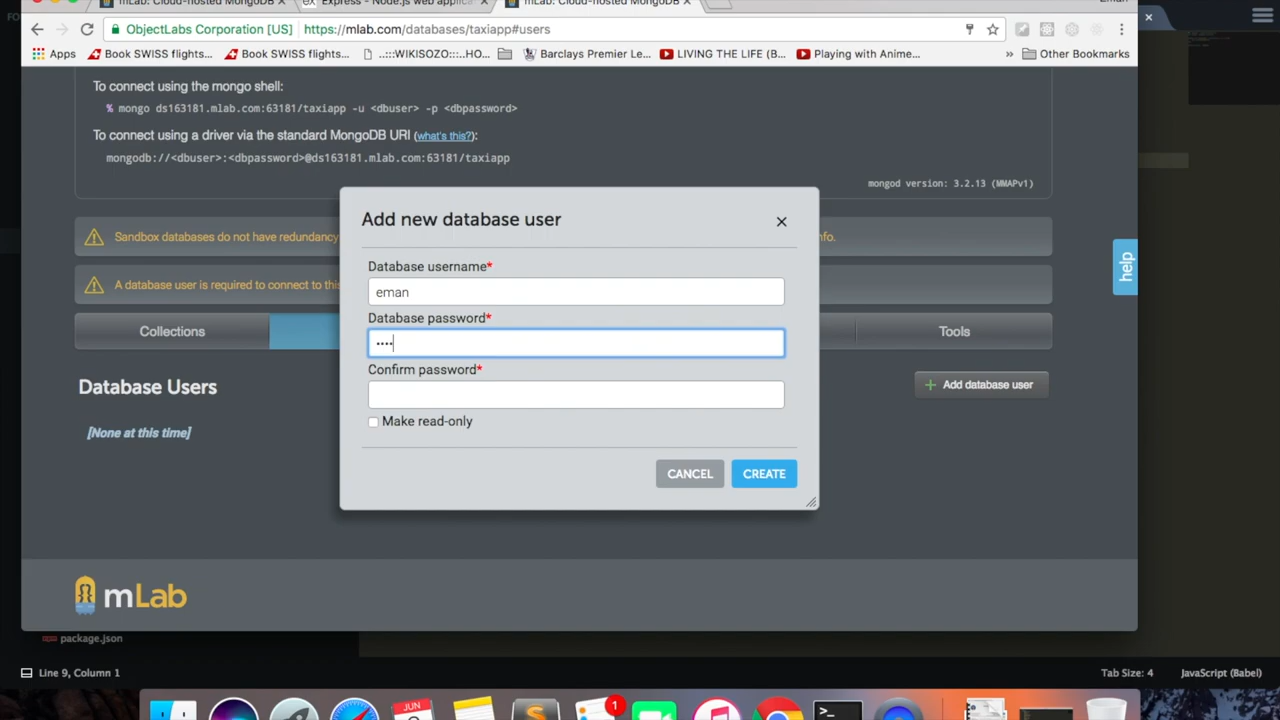 mLab: Cloud-hosted MongoDB ×
Express - Node.js web applica ×
mLab: Cloud-hosted MongoDB ×
ObjectLabs Corporation [US]
https://mlab.com/databases/taxiapp#users
Apps
Book SWISS flights...
Book SWISS flights...
..:::WIKISOZO:::..HO...
Barclays Premier Le...
LIVING THE LIFE (B...
Playing with Anime...
»
Other Bookmarks
To connect using the mongo shell:
% mongo ds163181.mlab.com:63181/taxiapp -u <dbuser> -p <dbpassword>
To connect using a driver via the standard MongoDB URI (what's this?):
mongodb://<dbuser>:<dbpassword>@ds163181.mlab.com:63181/taxiapp
mongod version: 3.2.13 (MMAPv1)
Sandbox databases do not have redundancy
nfo.
A database user is required to connect to this
help
Collections
Tools
Database Users
Add database user
[None at this time]
Add new database user
×
Database username*
eman
Database password*
••••
Confirm password*
Make read-only
CANCEL
CREATE
mLab
package.json
Line 9, Column 1
Tab Size: 4
JavaScript (Babel)
JUN
1
>_